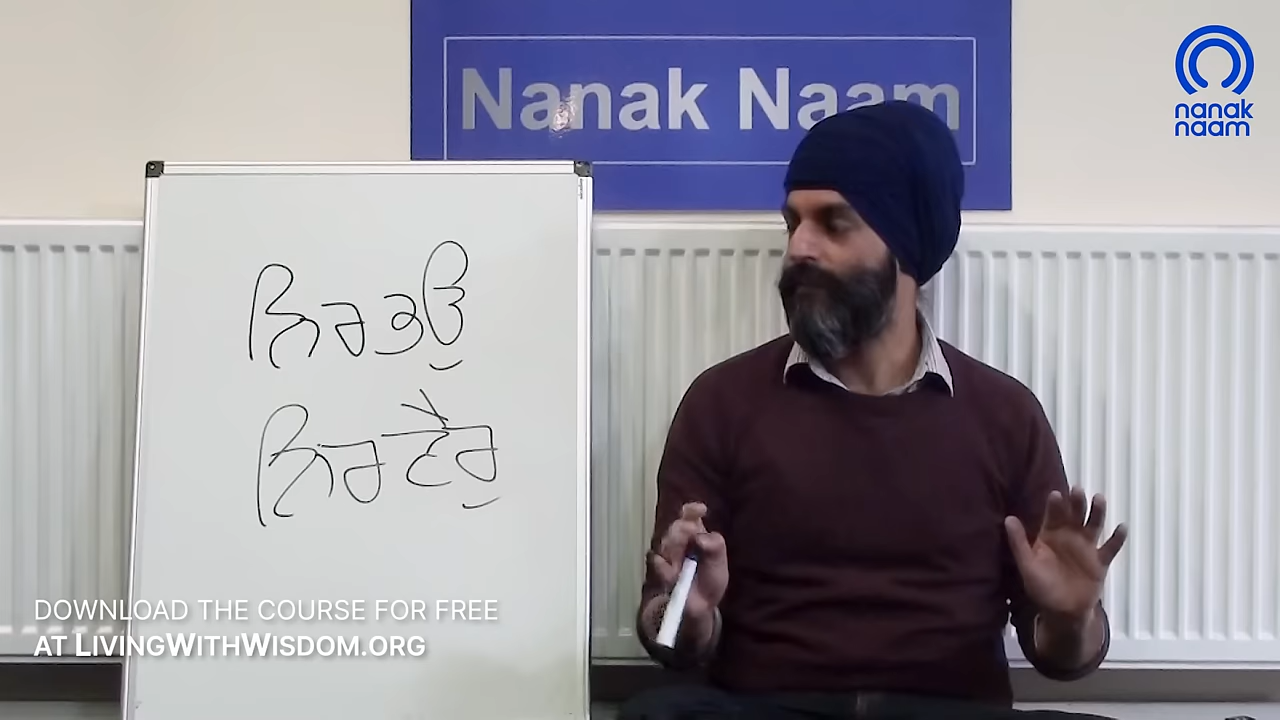 Nanak Naam
nanak
naam
ਨਿਰਭਉ
ਨਿਰਵੈਰੁ
DOWNLOAD THE COURSE FOR FREE
AT LIVINGWITHWISDOM.ORG